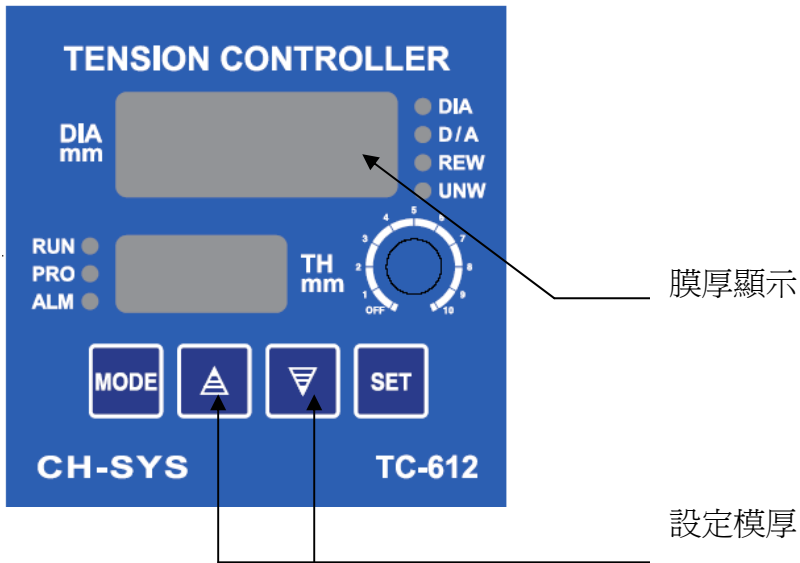 TENSION CONTROLLER
DIA
mm
DIA
D/A
REW
UNW
RUN
PRO
ALM
TH
mm
OFF 1 2 3 4 5 6 7 8 9 10
膜厚顯示
MODE
SET
CH-SYS
TC-612
設定模厚